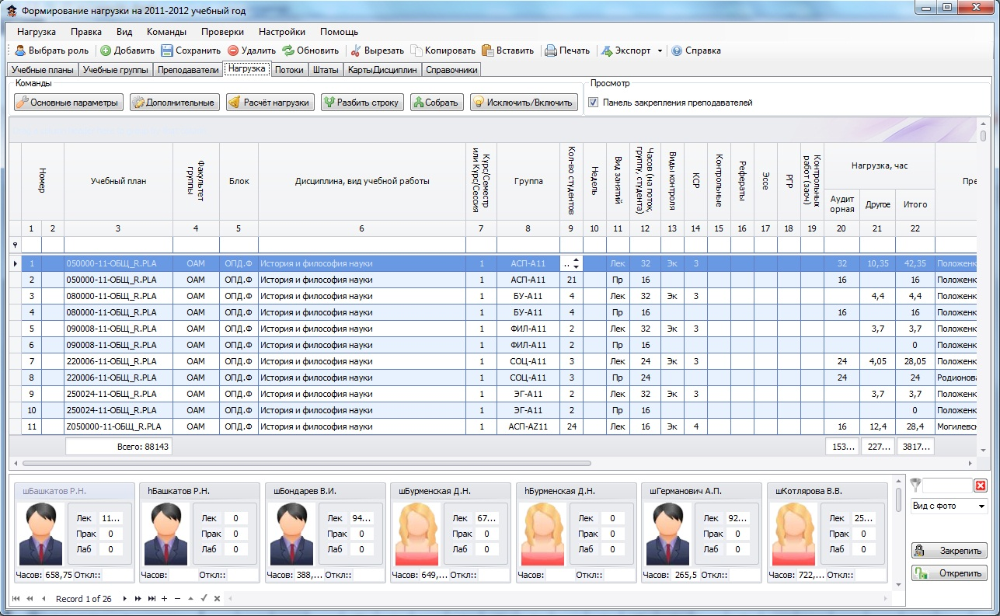 Формирование нагрузки на 2011-2012 учебный год
Нагрузка Правка Вид Команды Проверки Настройки Помощь
Выбрать роль Добавить Сохранить Удалить Обновить Вырезать Копировать Вставить Печать Экспорт Справка
Учебные планы Учебные группы Преподаватели Нагрузка Потоки Штаты КартыДисциплин Справочники
Команды Просмотр
Основные параметры Дополнительные Расчёт нагрузки Разбить строку Собрать Исключить/Включить Панель закрепления преподавателей
Номер Учебный план Факультет группы Блок Дисциплина, вид учебной работы Курс/Семестр или Курс/Сессия Группа Кол-во студентов Недель Вид занятий Часов (на поток, группу, студента) Виды контроля КСР Контрольные Рефераты Эссе РГР Контрольных работ (заоч) Нагрузка, час Пре
Аудит орная Другое Итого
1 2 3 4 5 6 7 8 9 10 11 12 13 14 15 16 17 18 19 20 21 22
1 050000-11-ОБЩ_R.PLA ОАМ ОПД.Ф История и философия науки 1 АСП-А11 .. Лек 32 Эк 3 32 10,35 42,35 Положенк
2 050000-11-ОБЩ_R.PLA ОАМ ОПД.Ф История и философия науки 1 АСП-А11 21 Пр 16 16 16 Положенк
3 080000-11-ОБЩ_R.PLA ОАМ ОПД.Ф История и философия науки 1 БУ-А11 4 Лек 32 Эк 3 4,4 4,4 Положенк
4 080000-11-ОБЩ_R.PLA ОАМ ОПД.Ф История и философия науки 1 БУ-А11 4 Пр 16 16 16 Положенк
5 090008-11-ОБЩ_R.PLA ОАМ ОПД.Ф История и философия науки 1 ФИЛ-А11 2 Лек 32 Эк 3 3,7 3,7 Положенк
6 090008-11-ОБЩ_R.PLA ОАМ ОПД.Ф История и философия науки 1 ФИЛ-А11 2 Пр 16 0 Положенк
7 220006-11-ОБЩ_R.PLA ОАМ ОПД.Ф История и философия науки 1 СОЦ-А11 3 Лек 24 Эк 3 24 4,05 28,05 Положенк
8 220006-11-ОБЩ_R.PLA ОАМ ОПД.Ф История и философия науки 1 СОЦ-А11 3 Пр 24 24 24 Родионова
9 250024-11-ОБЩ_R.PLA ОАМ ОПД.Ф История и философия науки 1 ЭГ-А11 2 Лек 32 Эк 3 3,7 3,7 Положенк
10 250024-11-ОБЩ_R.PLA ОАМ ОПД.Ф История и философия науки 1 ЭГ-А11 2 Пр 16 0 Положенк
11 Z050000-11-ОБЩ_R.PLA ОАМ ОПД.Ф История и философия науки 1 АСП-AZ11 24 Лек 16 Эк 4 16 12,4 28,4 Могилевс
Всего: 88143 153... 227... 3817...
шБашкатов Р.Н. hБашкатов Р.Н. шБондарев В.И. шБурменская Д.Н. hБурменская Д.Н. шГерманович А.П. шКотлярова В.В.
Вид с Фото
Лек 11... Лек 0 Лек 94... Лек 67... Лек 0 Лек 92... Лек 25...
Прак 0 Прак 0 Прак 0 Прак 0 Прак 0 Прак 0 Прак 0
Лаб 0 Лаб 0 Лаб 0 Лаб 0 Лаб 0 Лаб 0 Лаб 0
Закрепить
Часов: 658,75 Откл:: Часов: Откл:: Часов: 388,... Откл:: Часов: 649,... Откл:: Часов: Откл:: Часов: 265,5 Откл:: Часов: 722,... Откл::
Открепить
Record 1 of 26